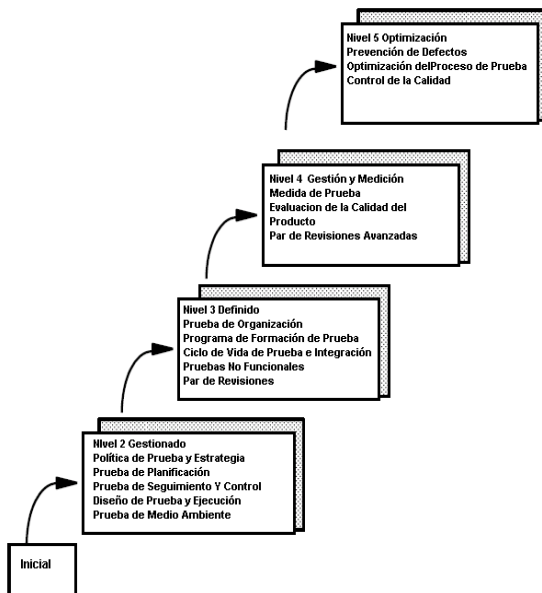 Nivel 5 Optimización
Prevención de Defectos
Optimización delProceso de Prueba
Control de la Calidad
Nivel 4 Gestión y Medición
Medida de Prueba
Evaluacion de la Calidad del
Producto
Par de Revisiones Avanzadas
Nivel 3 Definido
Prueba de Organización
Programa de Formación de Prueba
Ciclo de Vida de Prueba e Integración
Pruebas No Funcionales
Par de Revisiones
NIvel 2 Gestionado
Política de Prueba y Estrategia
Prueba de Planificación
Prueba de Seguimiento Y Control
Diseño de Prueba y Ejecución
Prueba de Medio Ambiente
Inicial